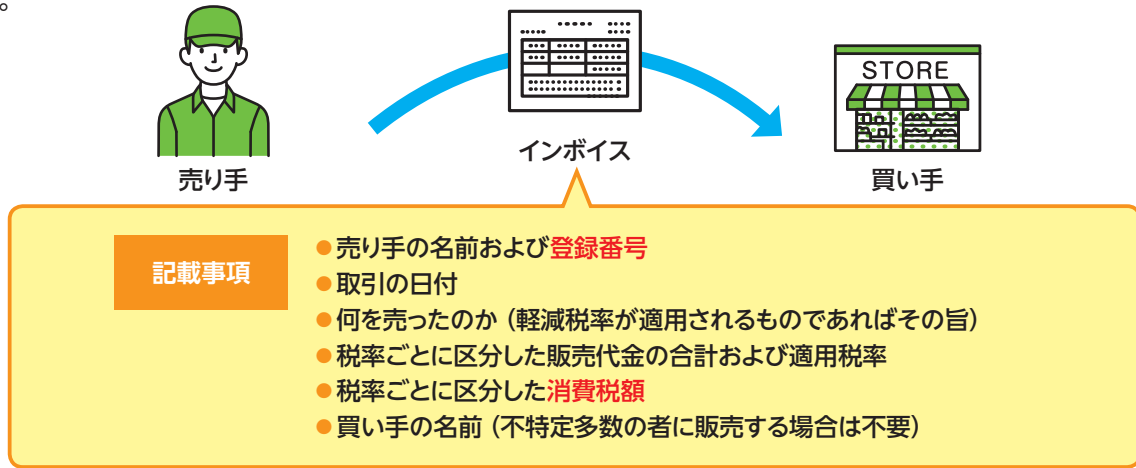 。
STORE
インボイス
売り手
買い手
記載事項
●売り手の名前および登録番号
●取引の日付
●何を売ったのか（軽減税率が適用されるものであればその旨）
●税率ごとに区分した販売代金の合計および適用税率
●税率ごとに区分した消費税額
●買い手の名前（不特定多数の者に販売する場合は不要）